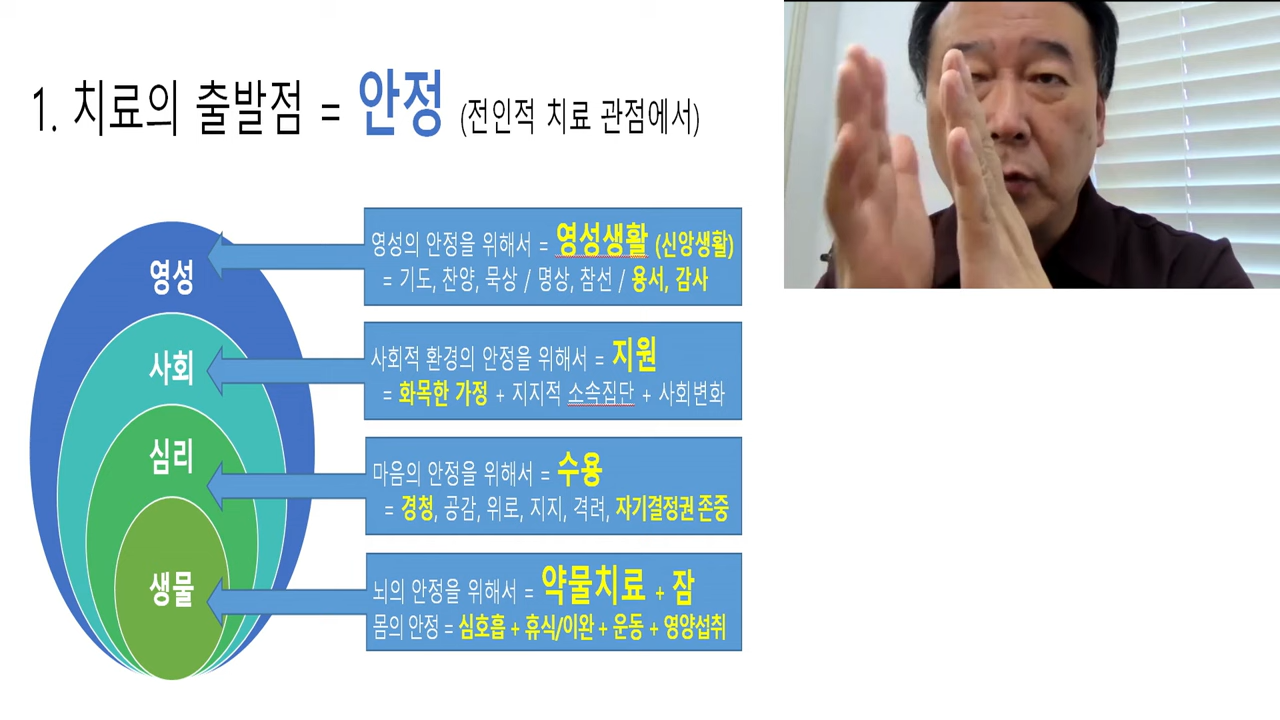 1. 치료의 출발점 = 안정 (전인적 치료 관점에서)
영성
영성의 안정을 위해서 = 영성생활 (신앙생활)
= 기도, 찬양, 묵상 / 명상, 참선 / 용서, 감사
사회
사회적 환경의 안정을 위해서 = 지원
= 화목한 가정 + 지지적 소속집단 + 사회변화
심리
마음의 안정을 위해서 = 수용
= 경청, 공감, 위로, 지지, 격려, 자기결정권 존중
생물
뇌의 안정을 위해서 = 약물치료 + 잠
몸의 안정 = 심호흡 + 휴식/이완 + 운동 + 영양섭취